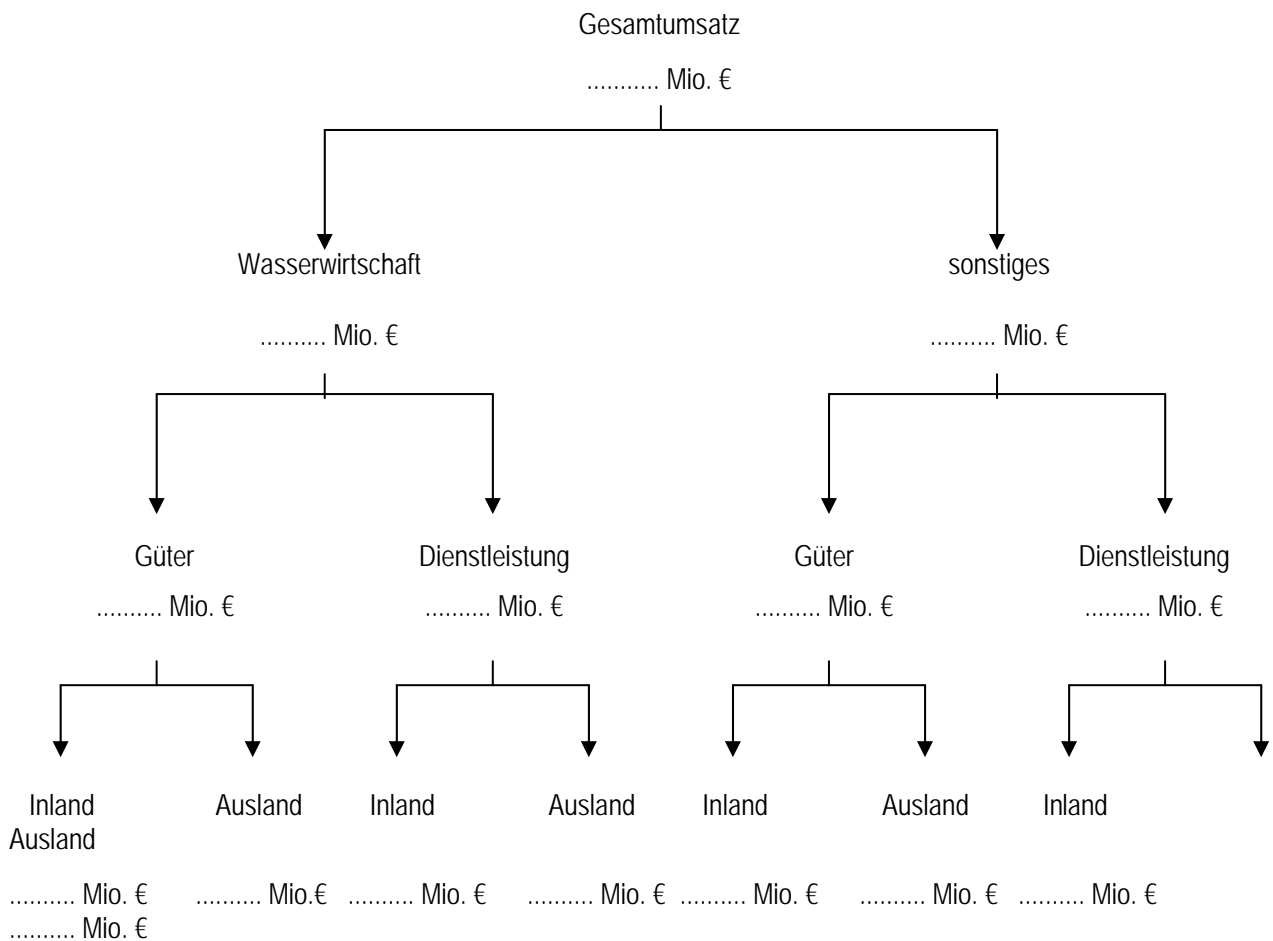 Gesamtumsatz
........... Mio. €
Wasserwirtschaft sonstiges
.......... Mio. € .......... Mio. €
Güter Dienstleistung Güter Dienstleistung
.......... Mio. € .......... Mio. € .......... Mio. € .......... Mio. €
Inland Ausland Inland Ausland Inland Ausland Inland
Ausland
.......... Mio. € .......... Mio.€ .......... Mio. € .......... Mio. € .......... Mio. € .......... Mio. € .......... Mio. €
.......... Mio. €